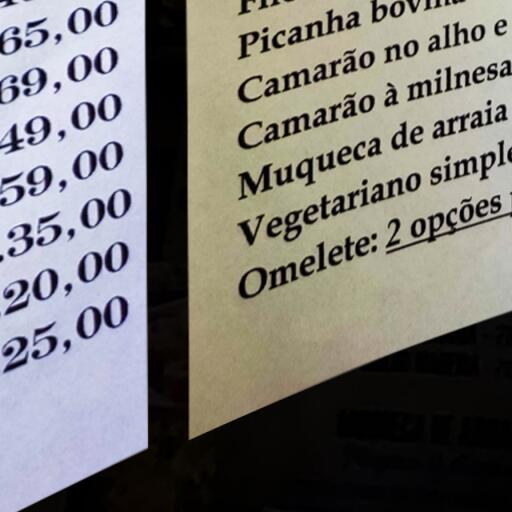 65,00
69,00
49,00
59,00
35,00
20,00
25,00
Picanha bovina
Camarão no alho e
Camarão à milnesa
Muqueca de arraia
Vegetariano simple
Omelete: 2 opções